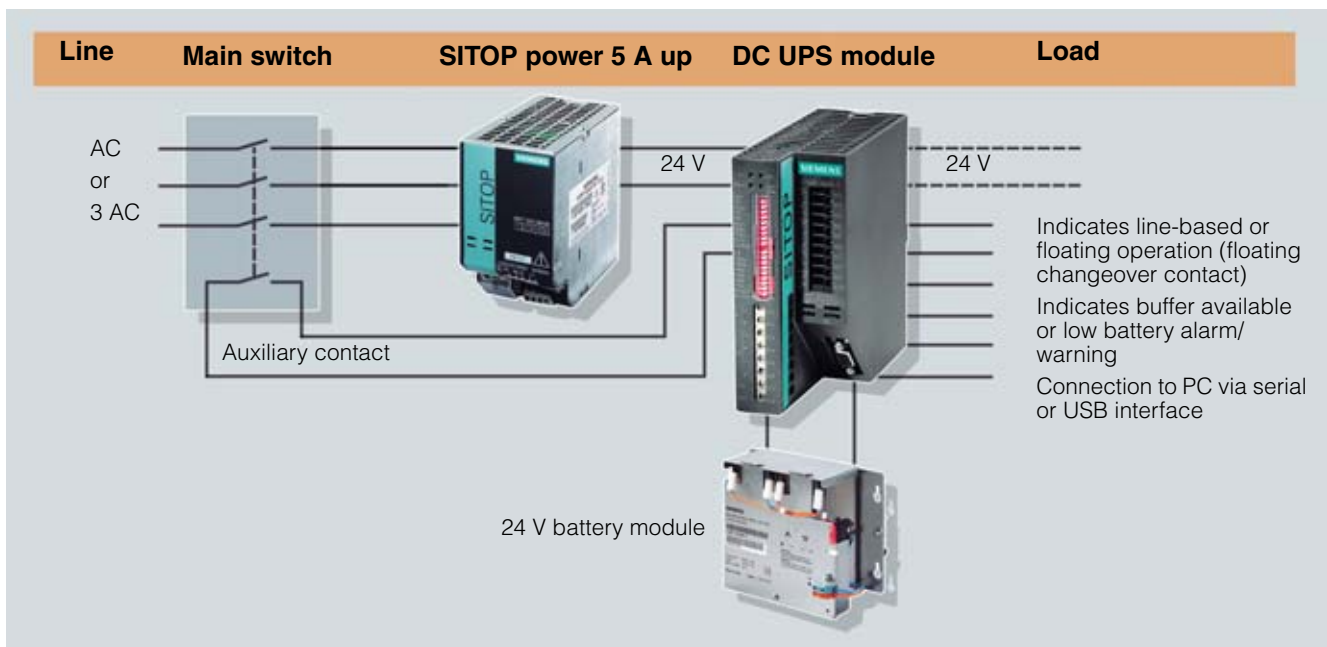 Line
Main switch
SITOP power 5 A up
DC UPS module
Load
AC
or
3 AC
24 V
24 V
SIEMENS
SITOP
SIEMENS
SITOP
Indicates line-based or
floating operation (floating
changeover contact)
Indicates buffer available
or low battery alarm/
warning
Connection to PC via serial
or USB interface
Auxiliary contact
24 V battery module